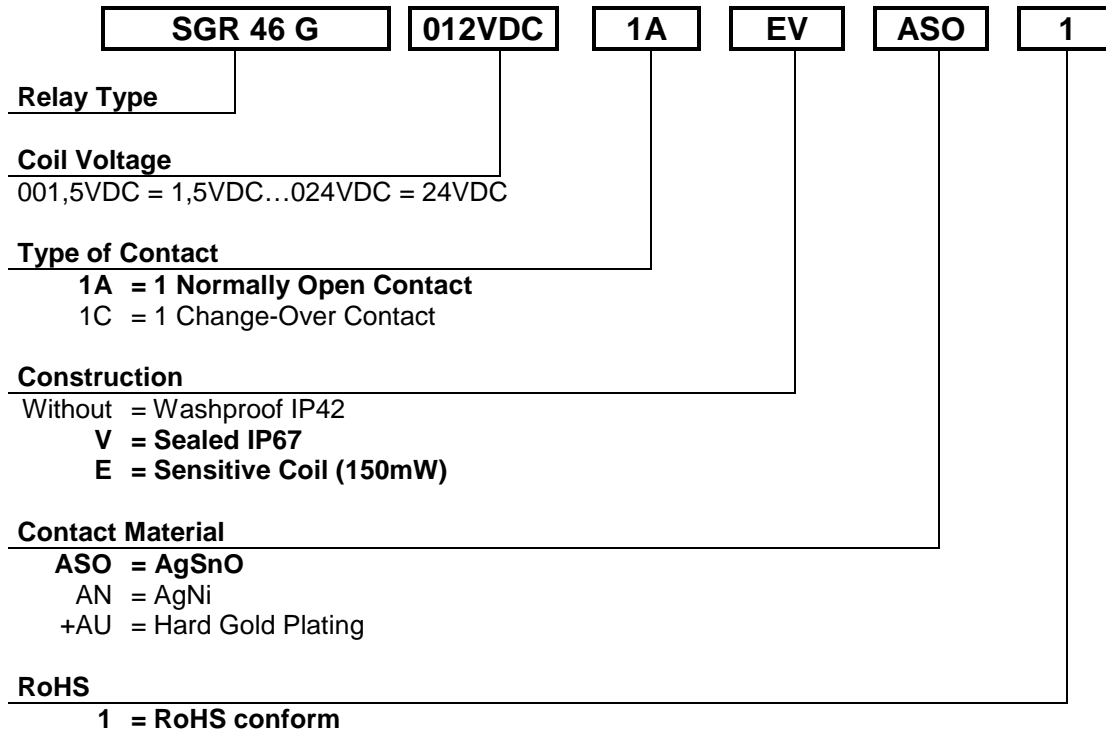 SGR 46 G 012VDC 1A EV ASO 1
Relay Type
Coil Voltage
001,5VDC = 1,5VDC…024VDC = 24VDC
Type of Contact
1A = 1 Normally Open Contact
1C = 1 Change-Over Contact
Construction
Without = Washproof IP42
V = Sealed IP67
E = Sensitive Coil (150mW)
Contact Material
ASO = AgSnO
AN = AgNi
+AU = Hard Gold Plating
RoHS
1 = RoHS conform